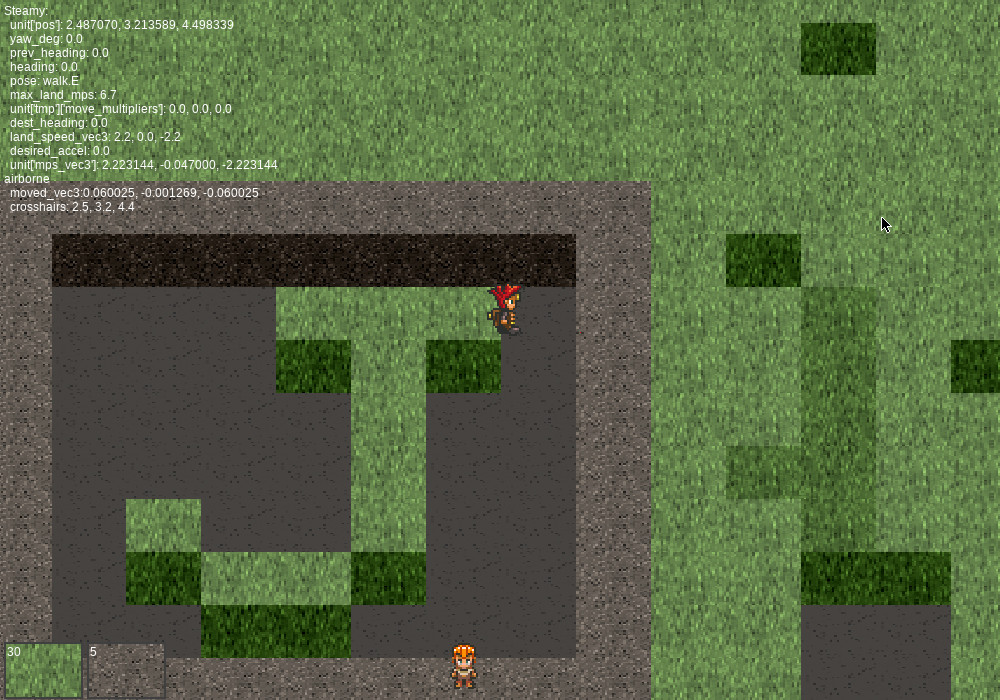 Steamy:
unit['pos']: 2.487070, 3.213589, 4.498339
yaw_deg: 0.0
prev_heading: 0.0
heading: 0.0
pose: walk.E
max_land_mps: 6.7
unit['tmp']['move_multipliers']: 0.0, 0.0, 0.0
dest_heading: 0.0
land_speed_vec3: 2.2, 0.0, -2.2
desired_accel: 0.0
unit['mps_vec3']: 2.223144, -0.047000, -2.223144
airborne
moved_vec3:0.060025, -0.001269, -0.060025
crosshairs: 2.5, 3.2, 4.4
30
5